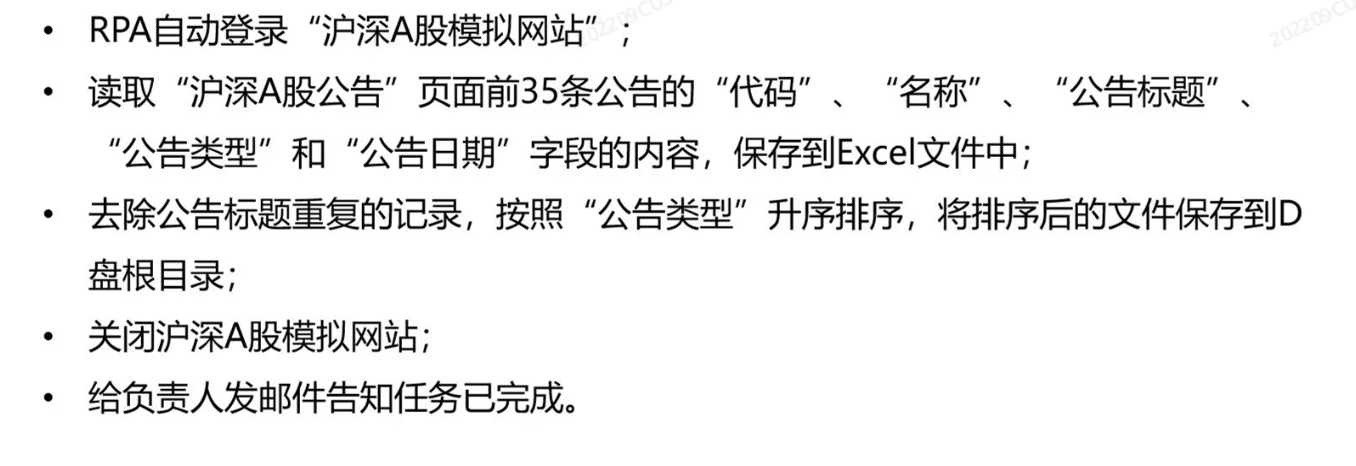 • RPA自动登录“沪深A股模拟网站”；
• 读取“沪深A股公告”页面前35条公告的“代码”、“名称”、“公告标题”、
“公告类型”和“公告日期”字段的内容，保存到Excel文件中；
• 去除公告标题重复的记录，按照“公告类型”升序排序，将排序后的文件保存到D
盘根目录；
• 关闭沪深A股模拟网站；
• 给负责人发邮件告知任务已完成。